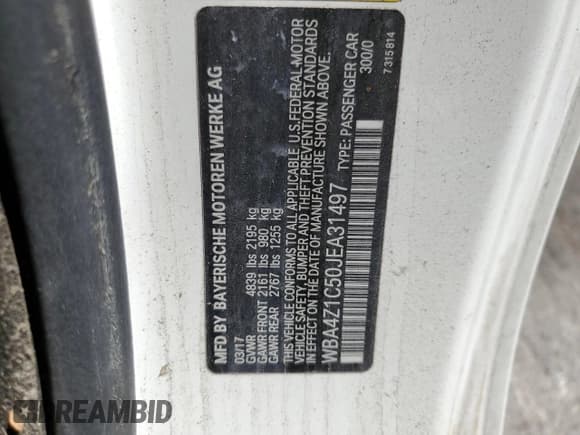 MFD BY BAYERISCHE MOTOREN WERKE AG
03/17
GVWR 4839 lbs 2195 kg
GAWR FRONT 2161 lbs 980 kg
GAWR REAR 2767 lbs 1255 kg
THIS VEHICLE CONFORMS TO ALL APPLICABLE U.S.FEDERAL-MOTOR
VEHICLE SAFETY, BUMPER AND THEFT PREVENTION STANDARDS
IN EFFECT ON THE DATE OF MANUFACTURE SHOWN ABOVE.
WBA4Z1C50JEA31497 TYPE: PASSENGER CAR
300/0
7315814
DREAMBID